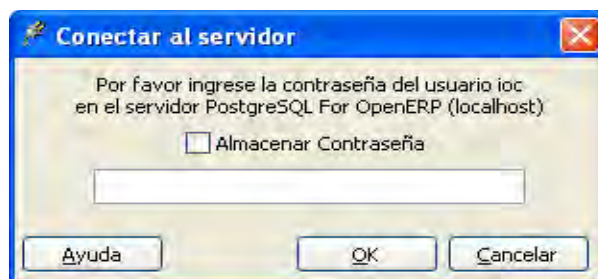 Conectar al servidor
Por favor ingrese la contraseña del usuario ioc
en el servidor PostgreSQL For OpenERP (localhost)
Almacenar Contraseña
Ayuda OK Cancelar